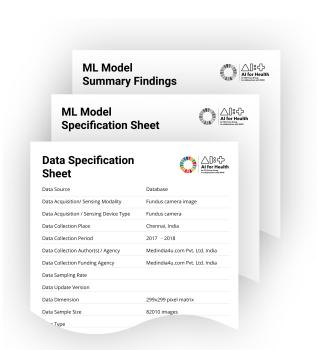 ML Model
Summary Findings
AI for Health
ML Model
Specification Sheet
AI for Health
Data Specification
Sheet
AI for Health
Data Source Database
Data Acquisition/ Sensing Modality Fundus camera image
Data Acquisition / Sensing Device Type Fundus camera
Data Collection Place Chennai, India
Data Collection Period 2017 - 2018
Data Collection Author(s) / Agency Medindia4u.com Pvt. Ltd, India
Data Collection Funding Agency Medindia4u.com Pvt. Ltd, India
Data Sampling Rate
Data Update Version
Data Dimension 299x299 pixel matrix
Data Sample Size 82010 images
Type